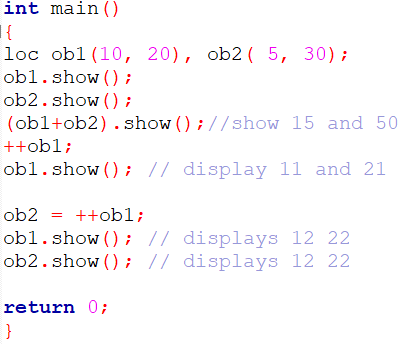 int main()
{
loc ob1(10, 20), ob2( 5, 30);
ob1.show();
ob2.show();
(ob1+ob2).show();//show 15 and 50
++ob1;
ob1.show(); // display 11 and 21
ob2 = ++ob1;
ob1.show(); // displays 12 22
ob2.show(); // displays 12 22
return 0;
}